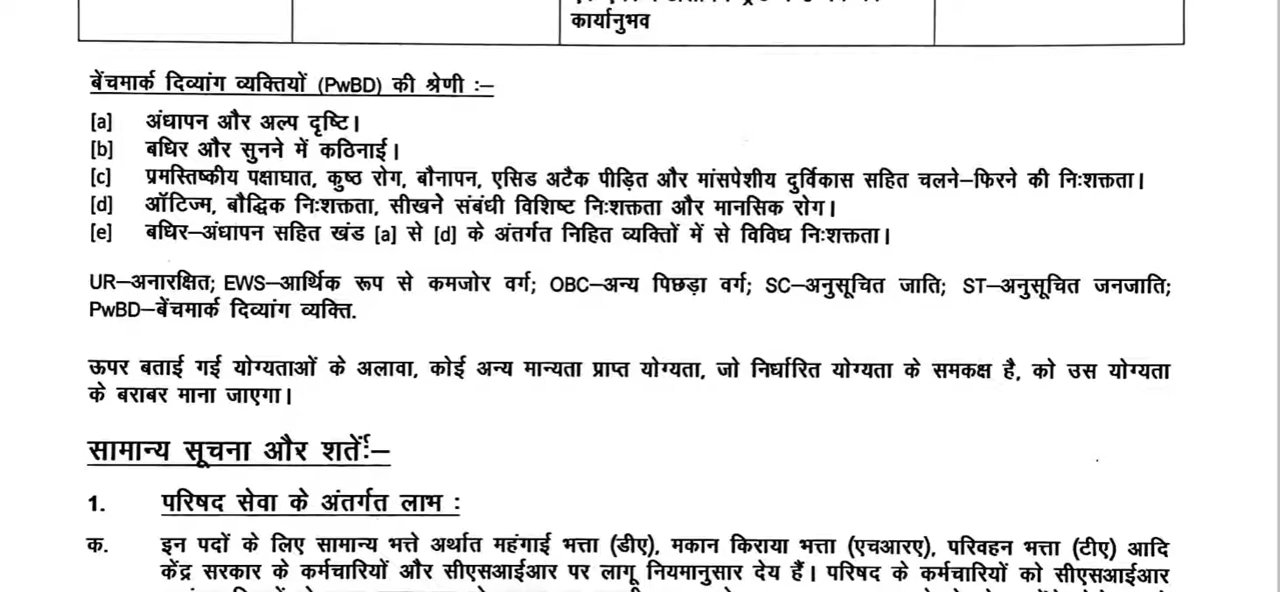 कार्यानुभव
बेंचमार्क दिव्यांग व्यक्तियों (PwBD) की श्रेणी :–
[a] अंधापन और अल्प दृष्टि।
[b] बधिर और सुनने में कठिनाई।
[c] प्रमस्तिष्कीय पक्षाघात, कुष्ठ रोग, बौनापन, एसिड अटैक पीड़ित और मांसपेशीय दुर्विकास सहित चलने–फिरने की निःशक्तता।
[d] ऑटिज्म, बौद्धिक निःशक्तता, सीखने संबंधी विशिष्ट निःशक्तता और मानसिक रोग।
[e] बधिर–अंधापन सहित खंड [a] से [d] के अंतर्गत निहित व्यक्तिों में से विविध निःशक्तता।
UR–अनारक्षित; EWS–आर्थिक रूप से कमजोर वर्ग; OBC–अन्य पिछड़ा वर्ग; SC–अनुसूचित जाति; ST–अनुसूचित जनजाति;
PwBD–बेंचमार्क दिव्यांग व्यक्ति.
ऊपर बताई गई योग्यताओं के अलावा, कोई अन्य मान्यता प्राप्त योग्यता, जो निर्धारित योग्यता के समकक्ष है, को उस योग्यता
के बराबर माना जाएगा।
सामान्य सूचना और शर्तें:–
1. परिषद सेवा के अंतर्गत लाभ :
क. इन पदों के लिए सामान्य भत्ते अर्थात महंगाई भत्ता (डीए), मकान किराया भत्ता (एचआरए), परिवहन भत्ता (टीए) आदि
केंद्र सरकार के कर्मचारियों और सीएसआईआर पर लागू नियमानुसार देय हैं। परिषद के कर्मचारियों को सीएसआईआर